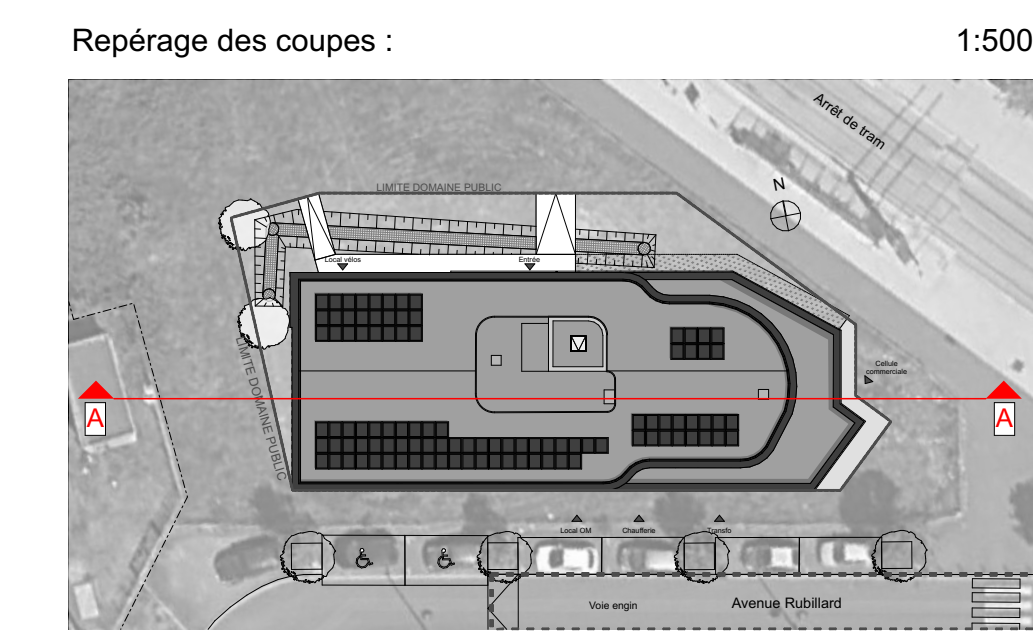 Repérage des coupes :
1:500
Arrêt de tram
N
LIMITE DOMAINE PUBLIC
Local vélos
Entrée
LIMITE DOMAINE PUBLIC
Cellule
commerciale
A
A
Local OM
Chaufferie
Transfo
Voie engin
Avenue Rubillard